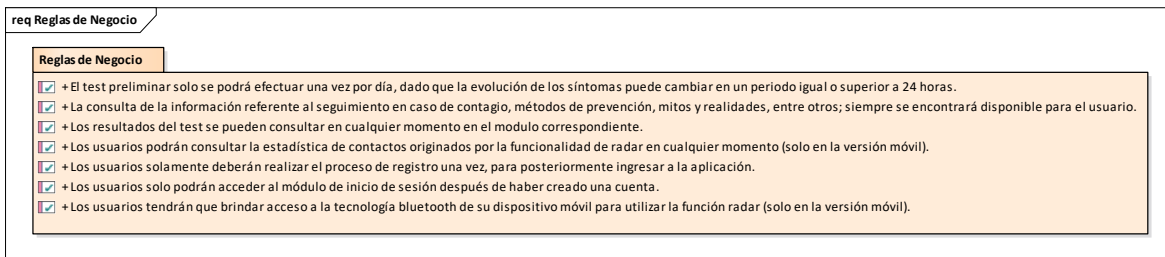 req Reglas de Negocio
Reglas de Negocio
+ El test preliminar solo se podrá efectuar una vez por día, dado que la evolución de los síntomas puede cambiar en un periodo igual o superior a 24 horas.
+ La consulta de la información referente al seguimiento en caso de contagio, métodos de prevención, mitos y realidades, entre otros; siempre se encontrará disponible para el usuario.
+ Los resultados del test se pueden consultar en cualquier momento en el modulo correspondiente.
+ Los usuarios podrán consultar la estadística de contactos originados por la funcionalidad de radar en cualquier momento (solo en la versión móvil).
+ Los usuarios solamente deberán realizar el proceso de registro una vez, para posteriormente ingresar a la aplicación.
+ Los usuarios solo podrán acceder al módulo de inicio de sesión después de haber creado una cuenta.
+ Los usuarios tendrán que brindar acceso a la tecnología bluetooth de su dispositivo móvil para utilizar la función radar (solo en la versión móvil).